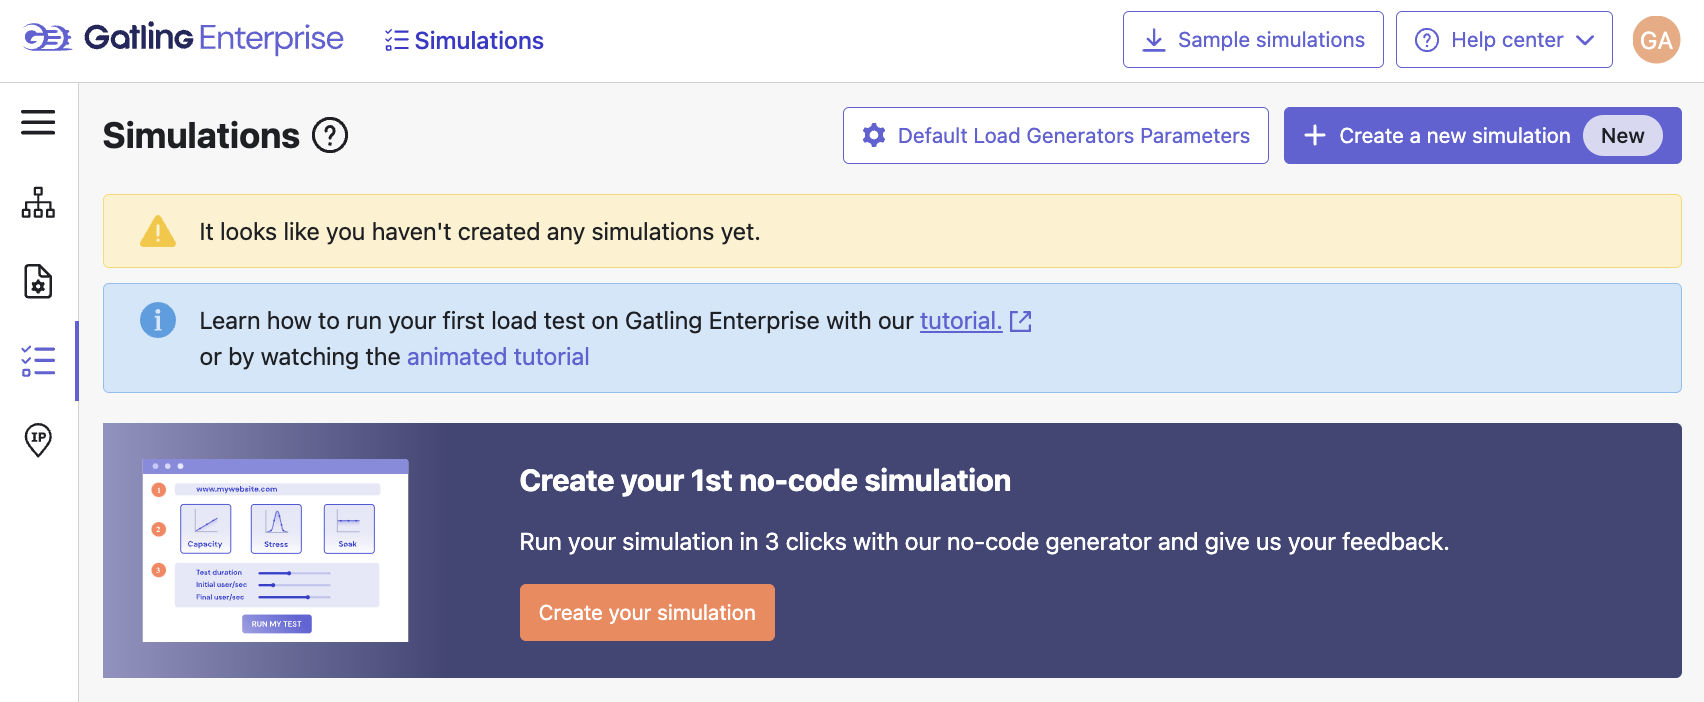 Gatling Enterprise
Simulations
Sample simulations
Help center
GA
Simulations
Default Load Generators Parameters
Create a new simulation
New
It looks like you haven't created any simulations yet.
Learn how to run your first load test on Gatling Enterprise with our tutorial.
or by watching the animated tutorial
IP
1
www.mywebsite.com
2
Capacity
Stress
Soak
3
Test duration
Initial user/sec
Final user/sec
RUN MY TEST
Create your 1st no-code simulation
Run your simulation in 3 clicks with our no-code generator and give us your feedback.
Create your simulation